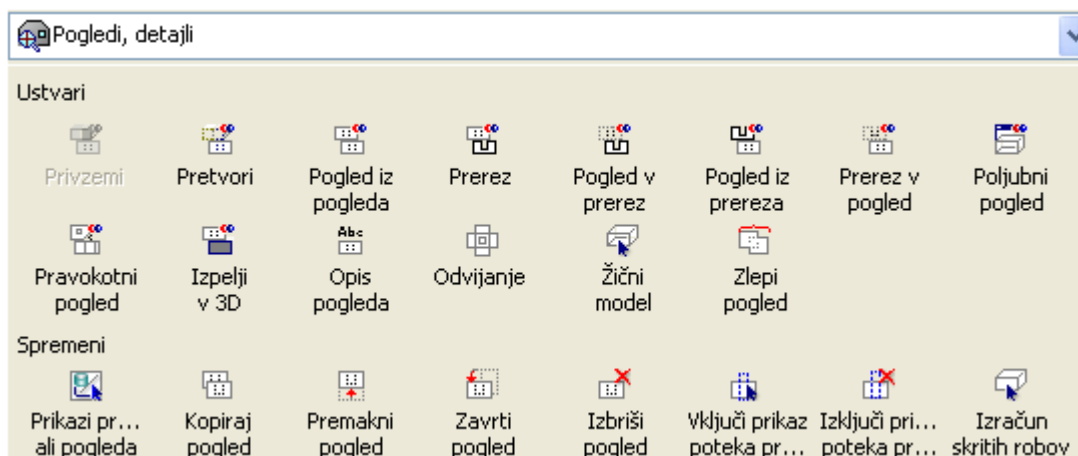 Pogledi, detajli
Ustvari
Privzemi Pretvori Pogled iz Prerez Pogled v Pogled iz Prerez v Poljubni
pogleda prerez prereza pogled pogled
Abc
Pravokotni Izpelji Opis Odvijanje Žični Zlepi
pogled v 3D pogleda model pogled
Spremeni
Prikazi pr... Kopiraj Premakni Zavrti Izbriši Vključi prikaz Izključi pri... Izračun
ali pogleda pogled pogled pogled pogled poteka pr... poteka pr... skritih robov